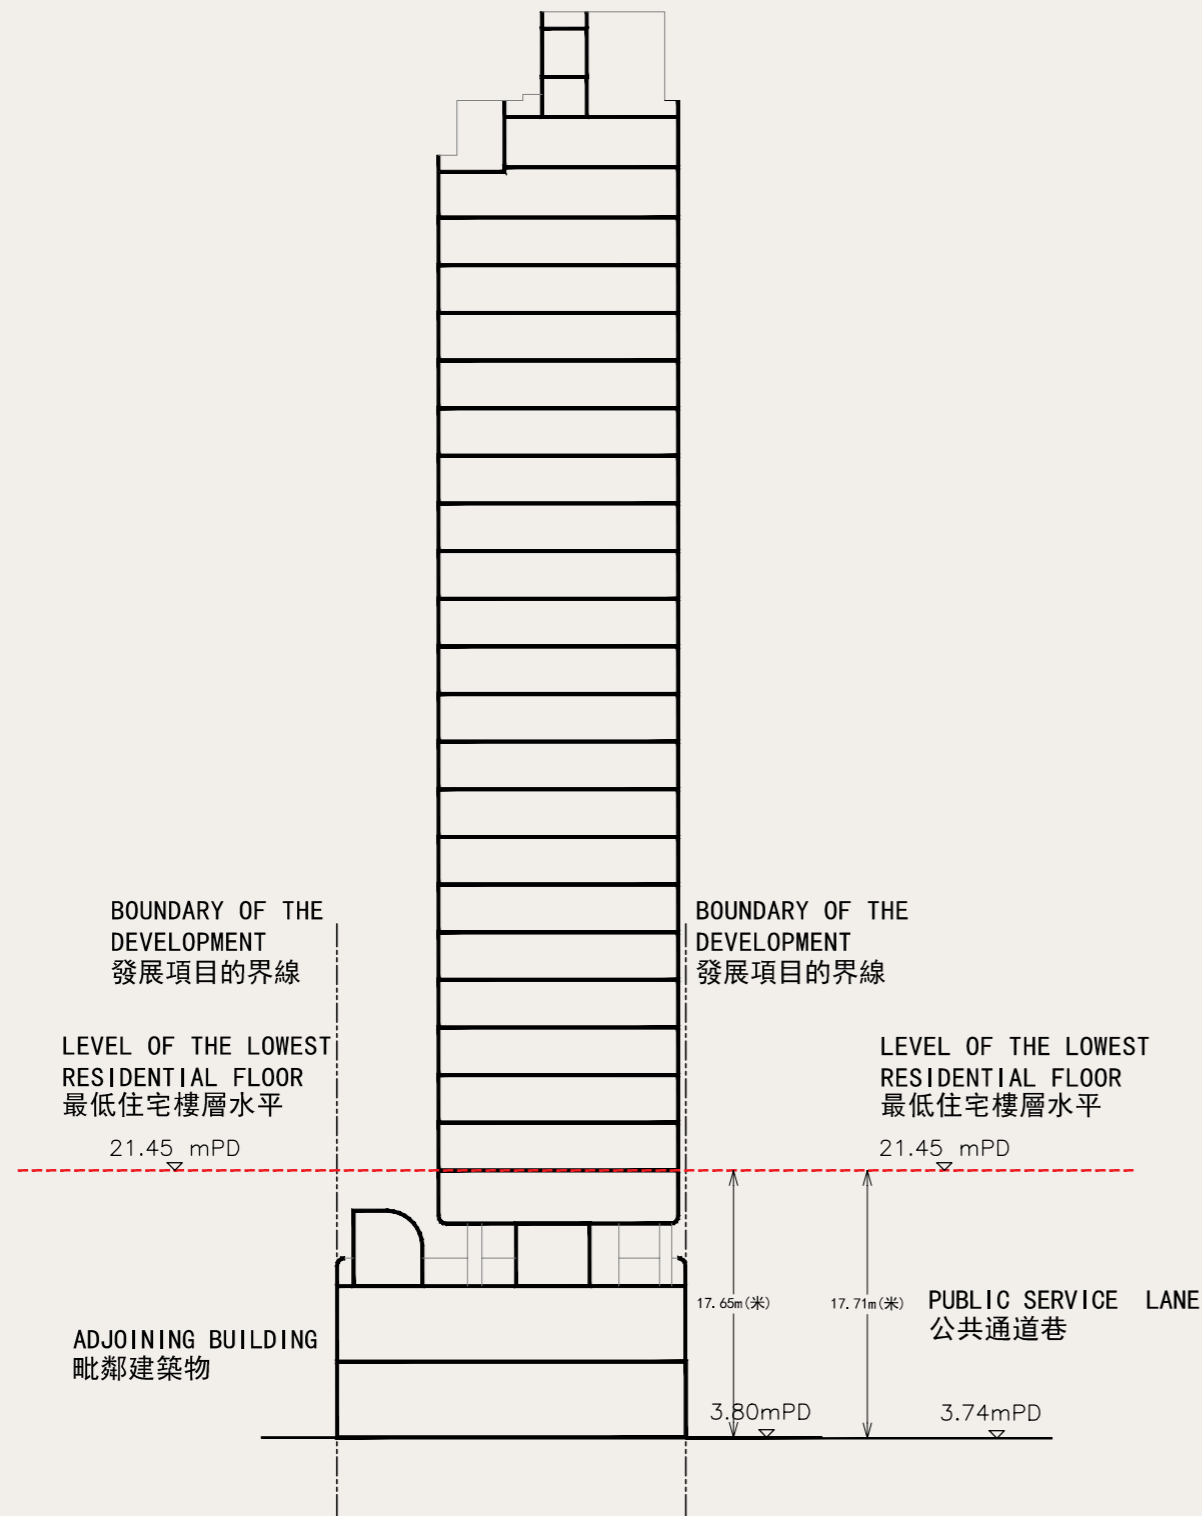 BOUNDARY OF THE
DEVELOPMENT
發展項目的界線
BOUNDARY OF THE
DEVELOPMENT
發展項目的界線
LEVEL OF THE LOWEST
RESIDENTIAL FLOOR
最低住宅樓層水平
21.45 mPD
LEVEL OF THE LOWEST
RESIDENTIAL FLOOR
最低住宅樓層水平
21.45 mPD
ADJOINING BUILDING
毗鄰建築物
17.65m(米)
17.71m(米)
PUBLIC SERVICE LANE
公共通道巷
3.80mPD
3.74mPD